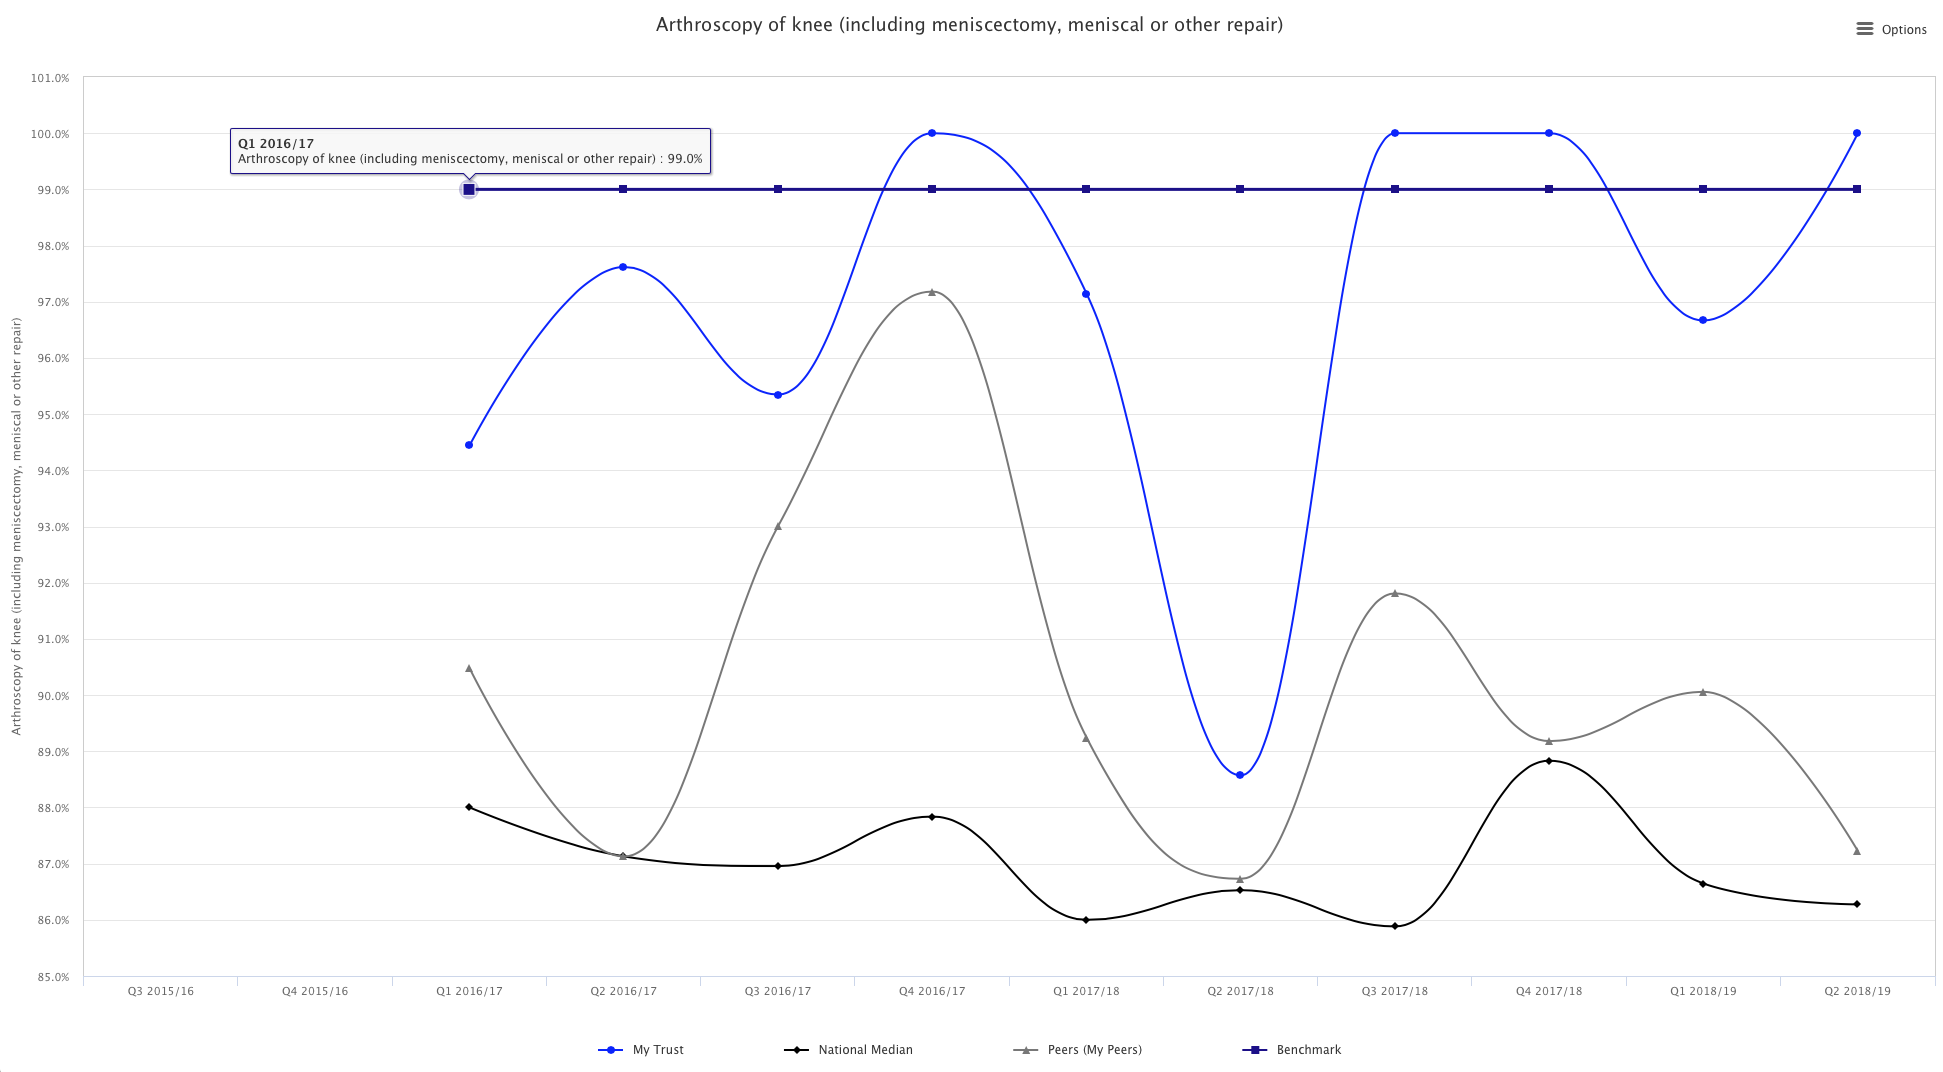 Arthroscopy of knee (including meniscectomy, meniscal or other repair)
Options
101.0%
100.0%
99.0%
98.0%
97.0%
96.0%
95.0%
94.0%
93.0%
92.0%
91.0%
90.0%
89.0%
88.0%
87.0%
86.0%
85.0%
Arthroscopy of knee (including meniscectomy, meniscal or other repair)
Q1 2016/17
Arthroscopy of knee (including meniscectomy, meniscal or other repair) : 99.0%
Q3 2015/16 Q4 2015/16 Q1 2016/17 Q2 2016/17 Q3 2016/17 Q4 2016/17 Q1 2017/18 Q2 2017/18 Q3 2017/18 Q4 2017/18 Q1 2018/19 Q2 2018/19
My Trust National Median Peers (My Peers) Benchmark